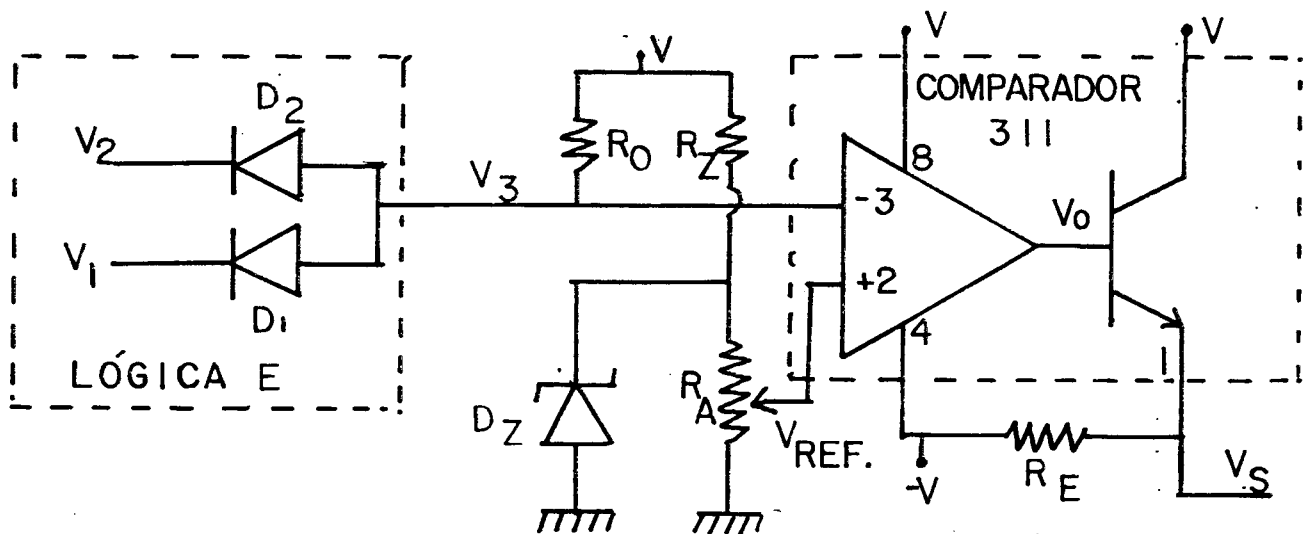 V
V
V
COMPARADOR
311
D2
V2
RO
RZ
8
V3
-3
VO
V1
+2
D1
4
1
LÓGICA E
RA
DZ
VREF.
-V
RE
VS